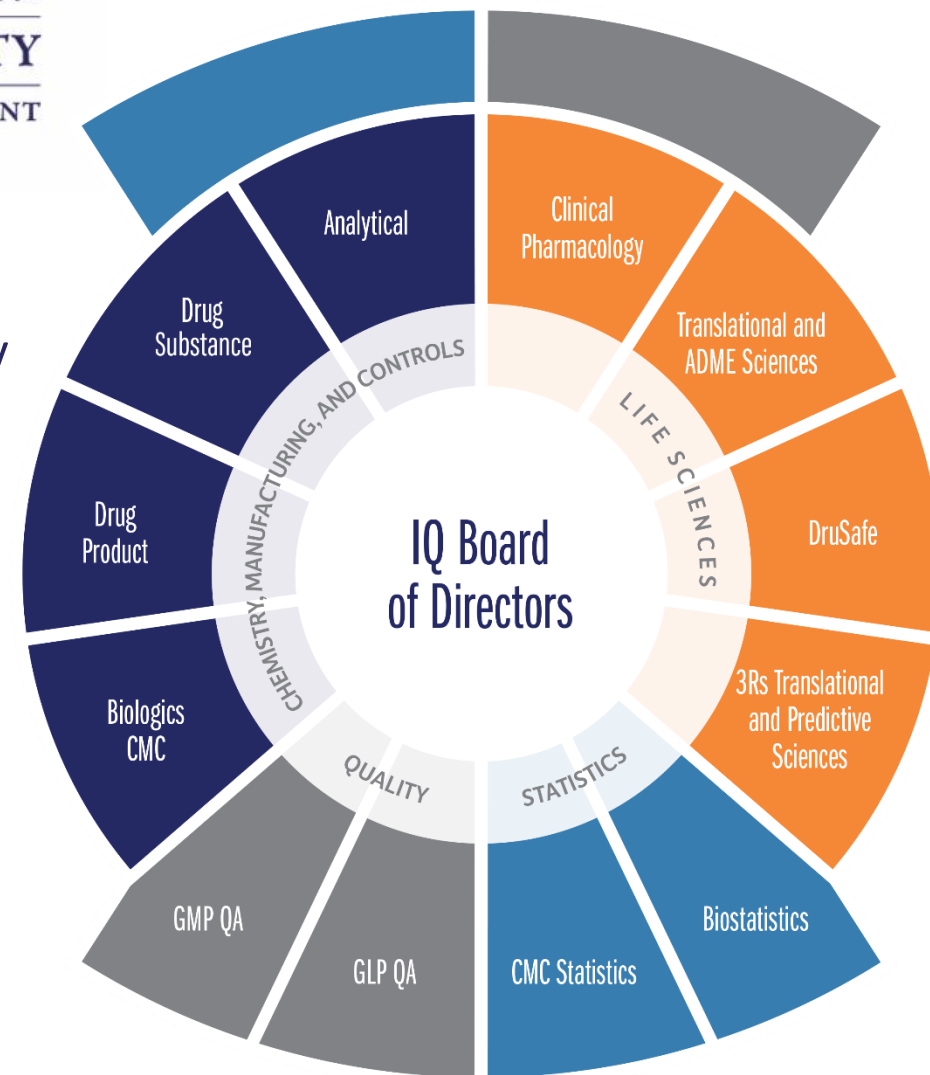 TY
NT
Analytical
Clinical
Pharmacology
Drug
Substance
Translational and
ADME Sciences
CHEMISTRY, MANUFACTURING, AND CONTROLS
LIFE SCIENCES
Drug
Product
IQ Board
of Directors
DruSafe
Biologics
CMC
3Rs Translational
and Predictive
Sciences
QUALITY
STATISTICS
GMP QA
Biostatistics
GLP QA
CMC Statistics